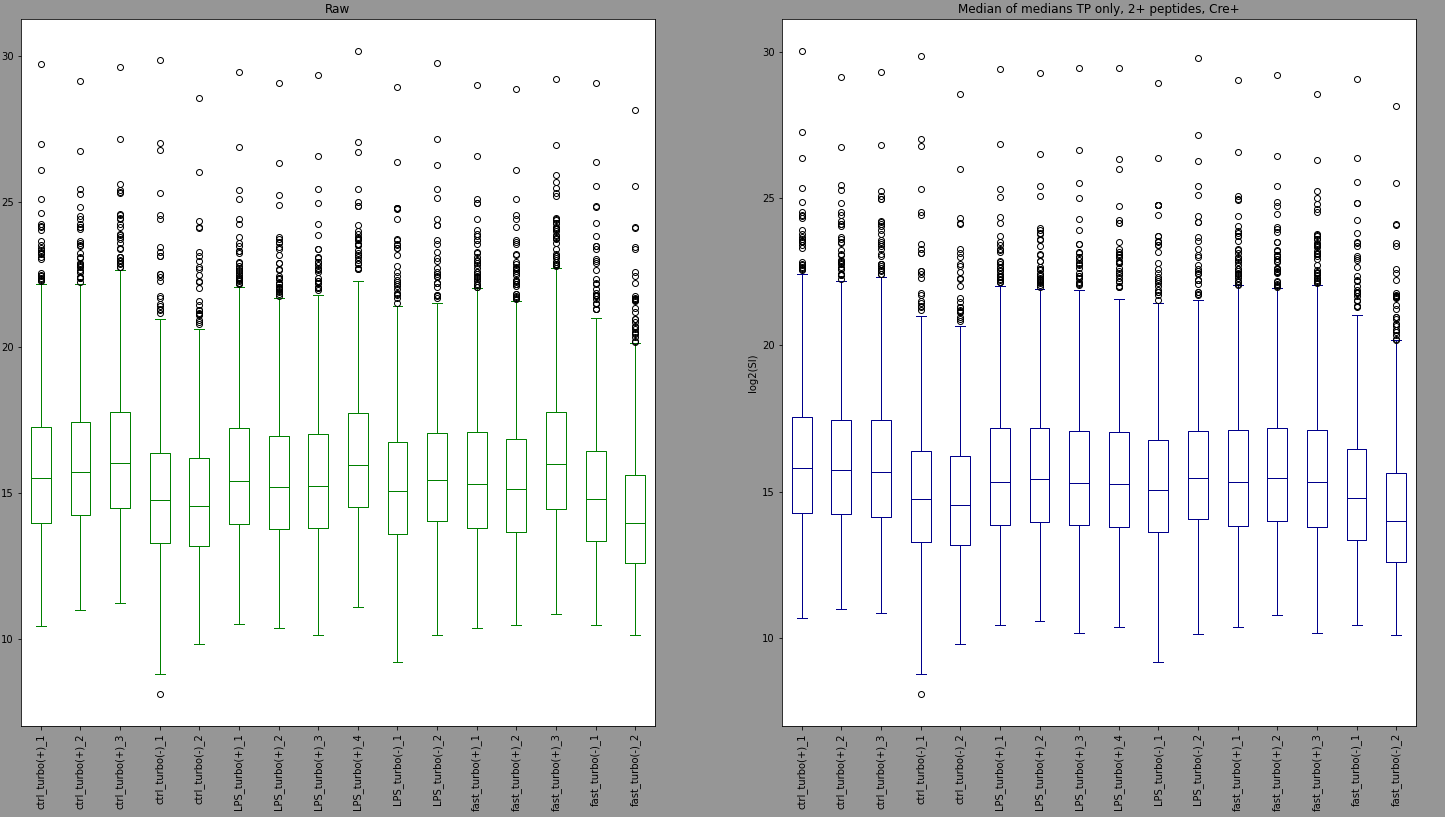 Raw
Median of medians TP only, 2+ peptides, Cre+
30
25
20
15
10
ctrl_turbo(+)_1
ctrl_turbo(+)_2
ctrl_turbo(+)_3
ctrl_turbo(-)_1
ctrl_turbo(-)_2
LPS_turbo(+)_1
LPS_turbo(+)_2
LPS_turbo(+)_3
LPS_turbo(+)_4
LPS_turbo(-)_1
LPS_turbo(-)_2
fast_turbo(+)_1
fast_turbo(+)_2
fast_turbo(+)_3
fast_turbo(-)_1
fast_turbo(-)_2
log2(SI)
30
25
20
15
10
ctrl_turbo(+)_1
ctrl_turbo(+)_2
ctrl_turbo(+)_3
ctrl_turbo(-)_1
ctrl_turbo(-)_2
LPS_turbo(+)_1
LPS_turbo(+)_2
LPS_turbo(+)_3
LPS_turbo(+)_4
LPS_turbo(-)_1
LPS_turbo(-)_2
fast_turbo(+)_1
fast_turbo(+)_2
fast_turbo(+)_3
fast_turbo(-)_1
fast_turbo(-)_2